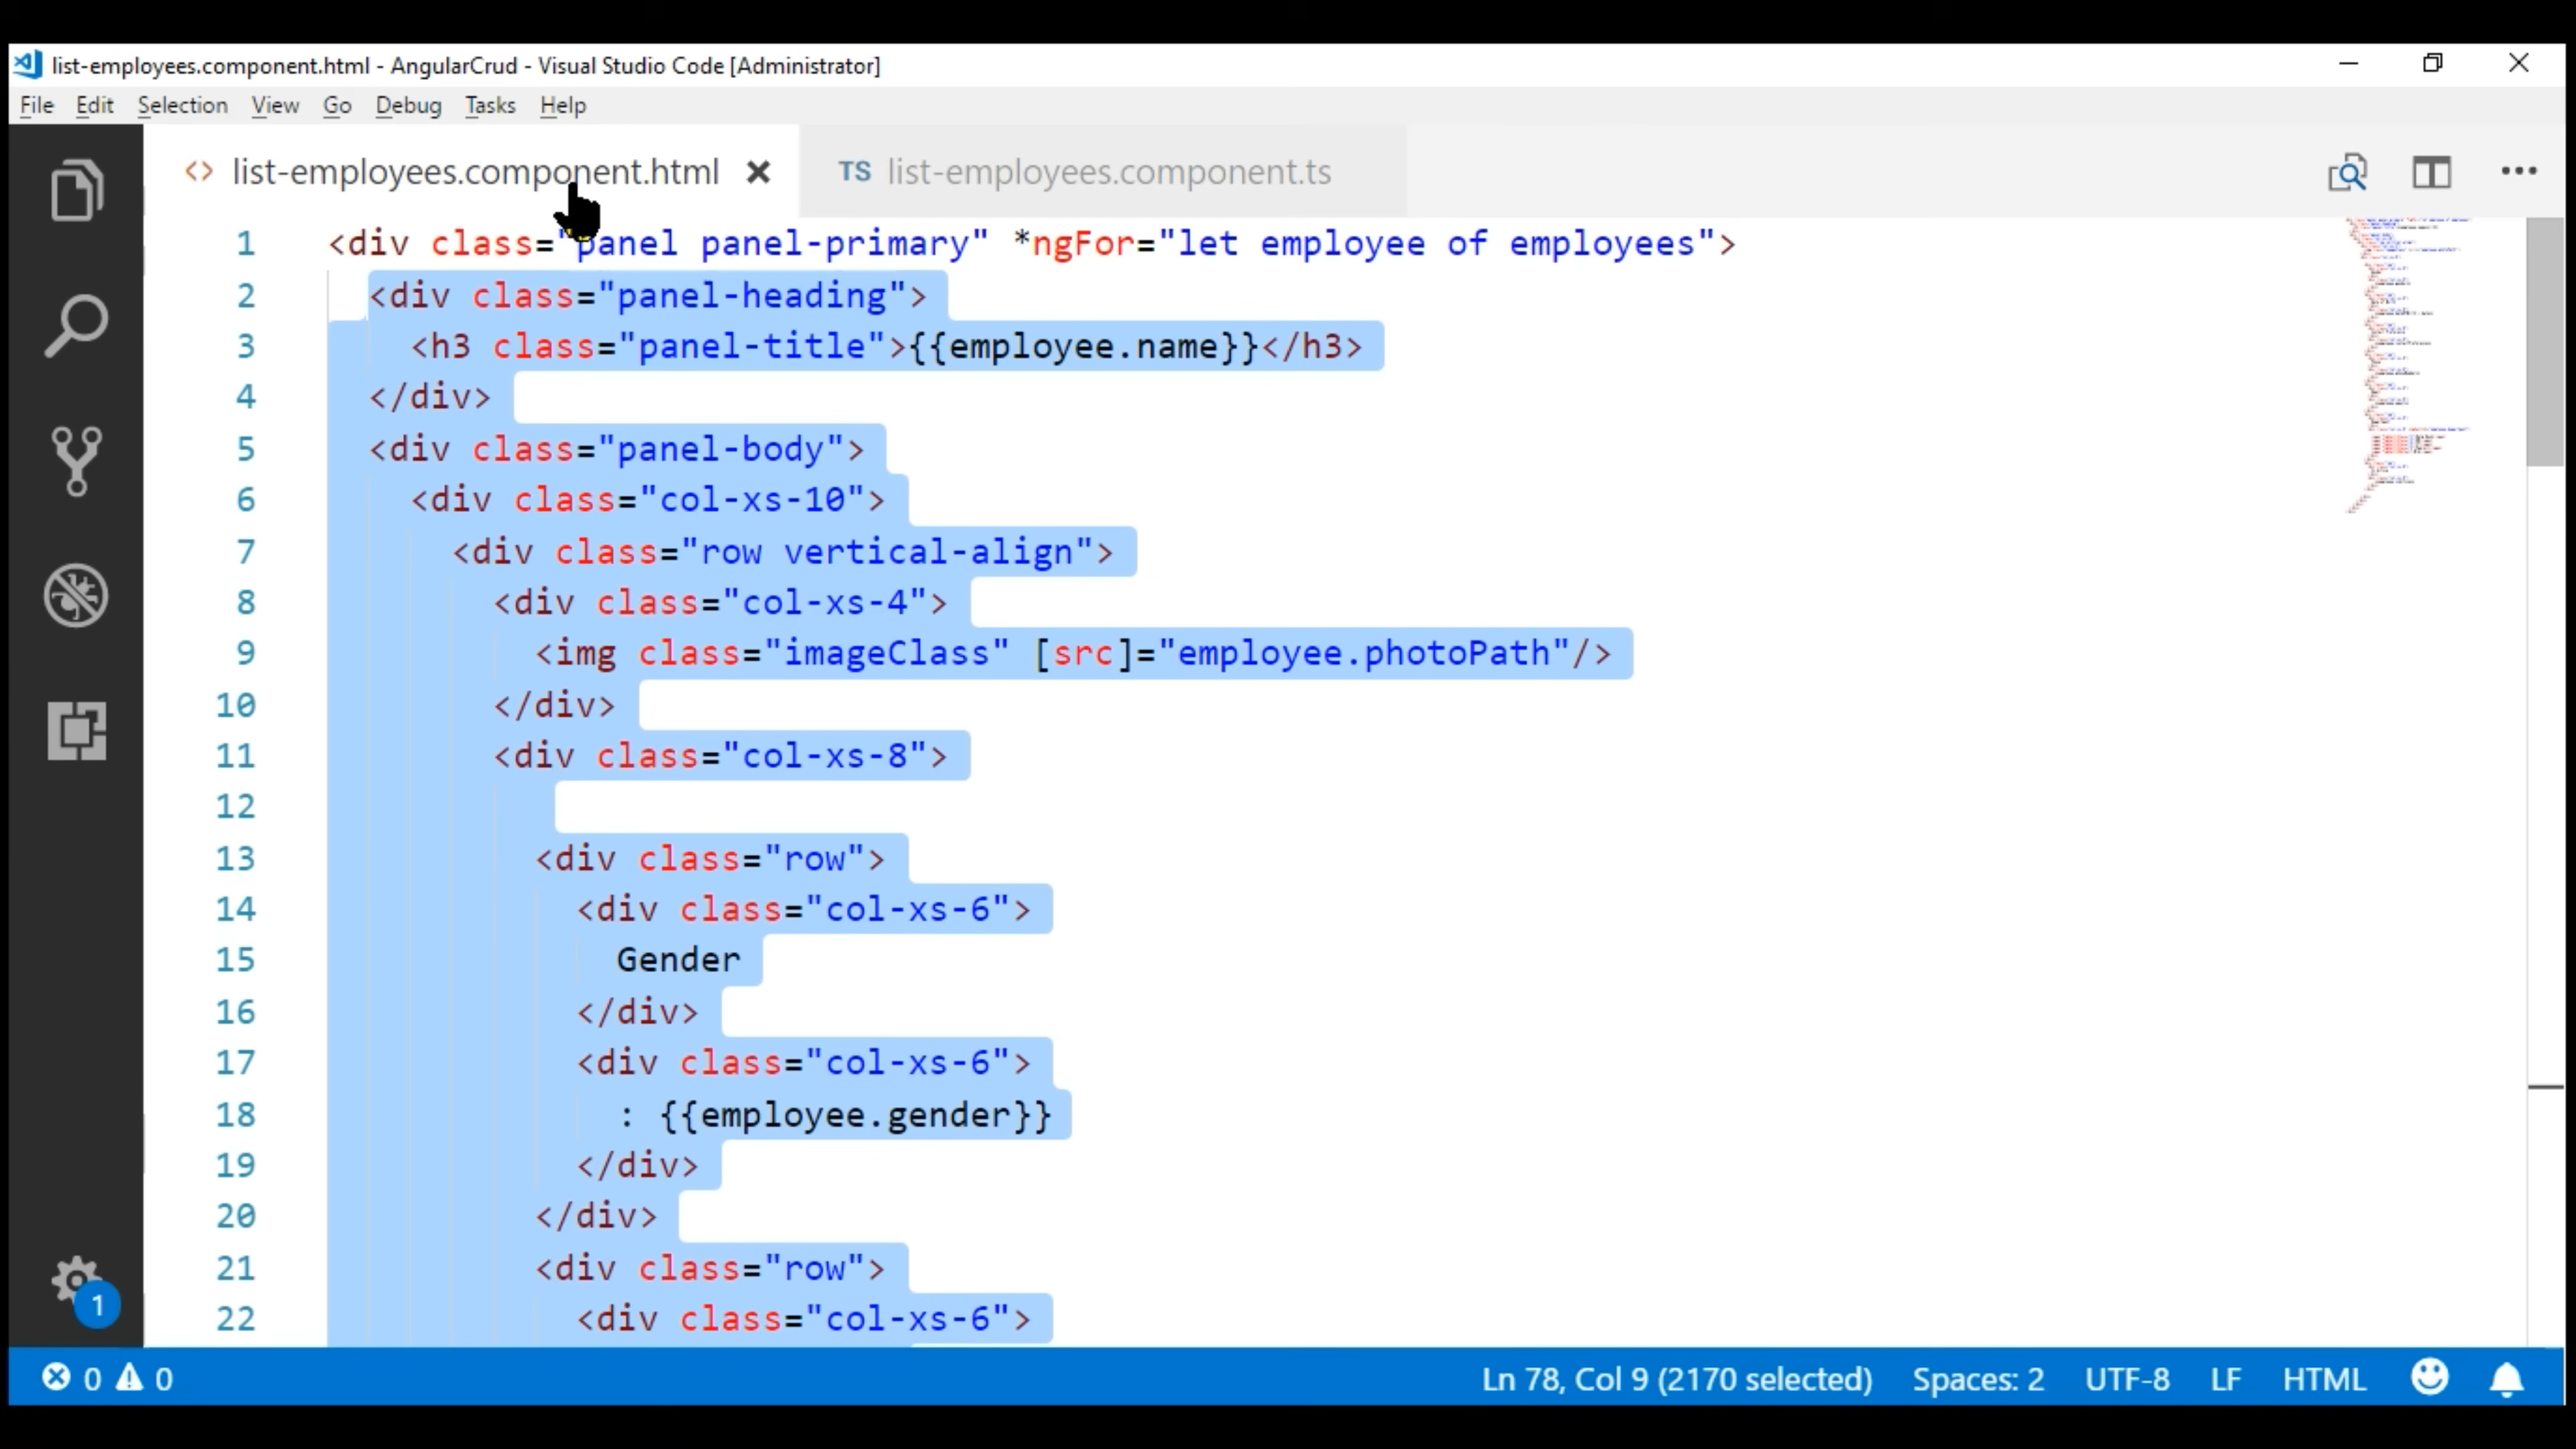 list-employees.component.html - AngularCrud - Visual Studio Code [Administrator]
File Edit Selection View Go Debug Tasks Help
<> list-employees.component.html TS list-employees.component.ts
1 <div class="panel panel-primary" *ngFor="let employee of employees">
2 <div class="panel-heading">
3 <h3 class="panel-title">{{employee.name}}</h3>
4 </div>
5 <div class="panel-body">
6 <div class="col-xs-10">
7 <div class="row vertical-align">
8 <div class="col-xs-4">
9 <img class="imageClass" [src]="employee.photoPath"/>
10 </div>
11 <div class="col-xs-8">
12
13 <div class="row">
14 <div class="col-xs-6">
15 Gender
16 </div>
17 <div class="col-xs-6">
18 : {{employee.gender}}
19 </div>
20 </div>
21 <div class="row">
22 <div class="col-xs-6">
1
0 0 Ln 78, Col 9 (2170 selected) Spaces: 2 UTF-8 LF HTML